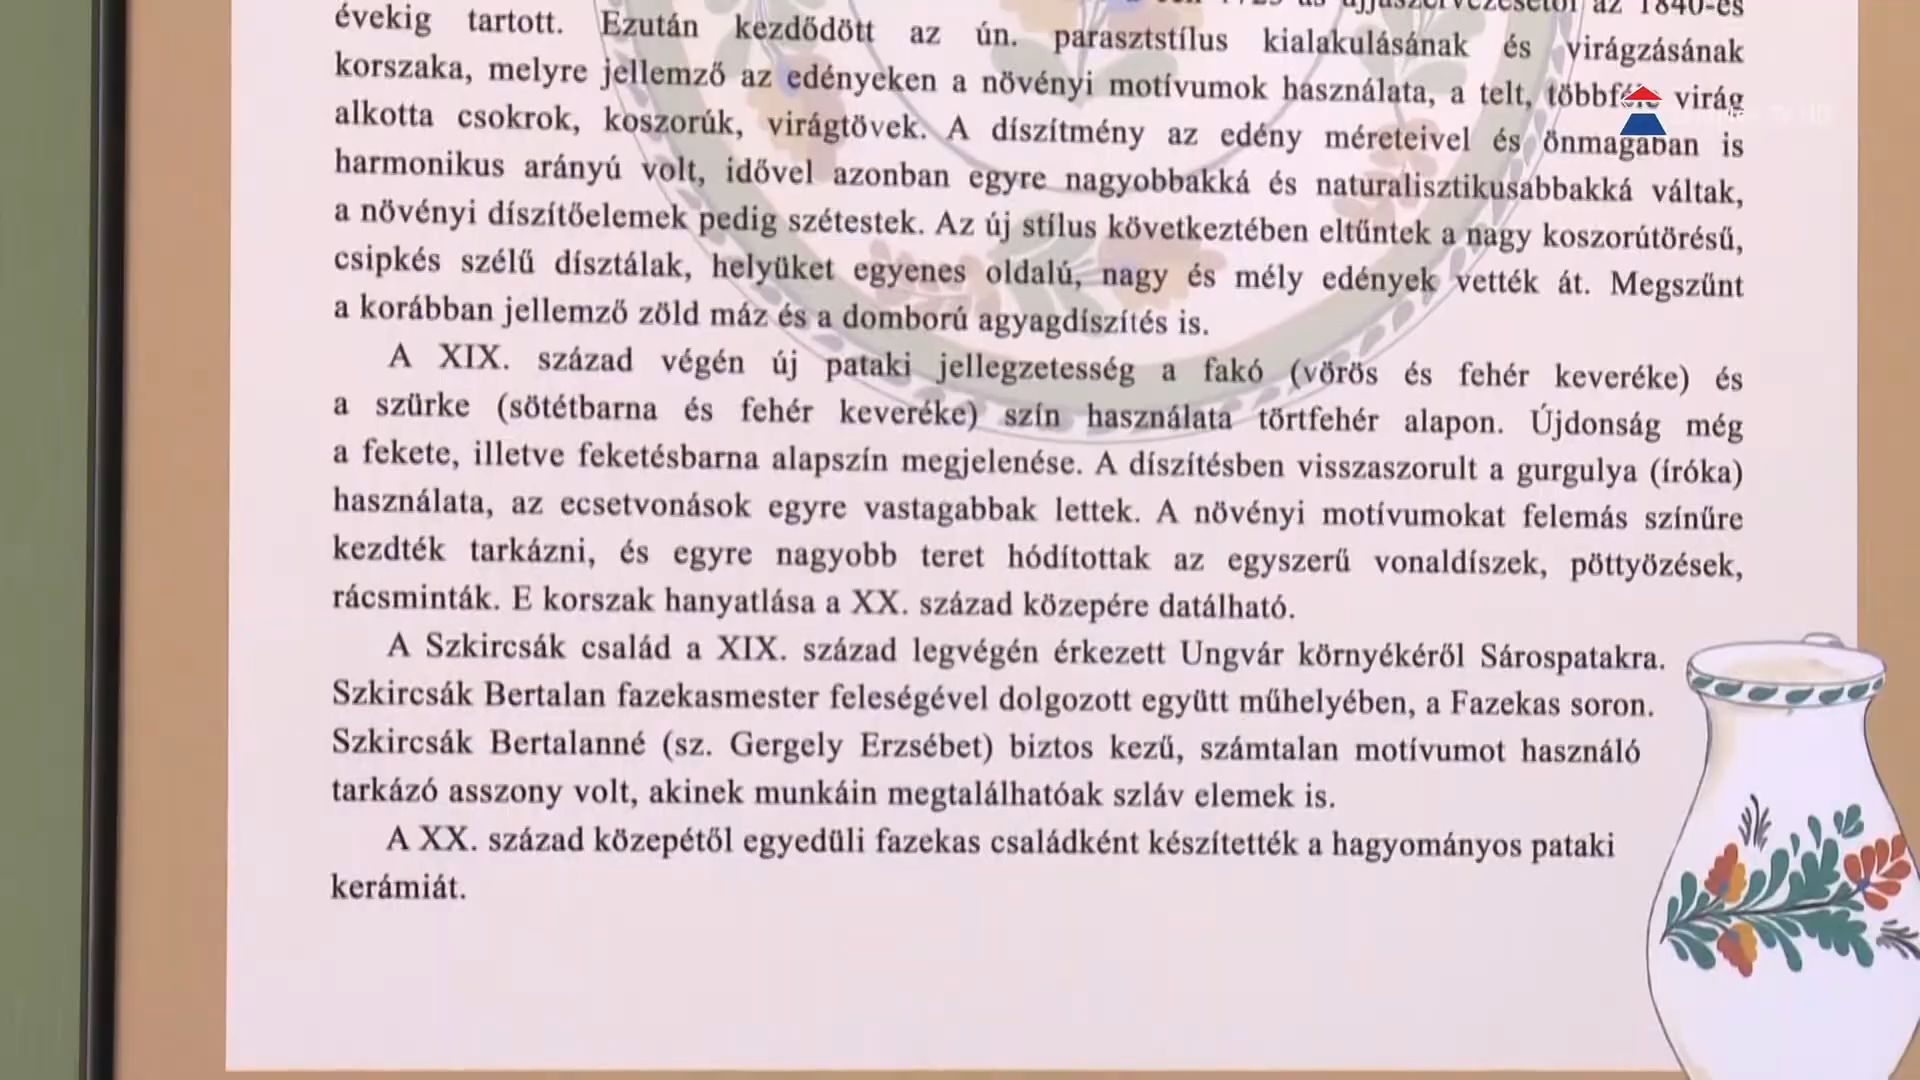 az 1840-es
évekig tartott. Ezután kezdődött az ún. parasztstílus kialakulásának és virágzásának
korszaka, melyre jellemző az edényeken a növényi motívumok használata, a telt, többféle virág
alkotta csokrok, koszorúk, virágtövek. A díszítmény az edény méreteivel és önmagában is
harmonikus arányú volt, idővel azonban egyre nagyobbakká és naturalisztikusabbakká váltak,
a növényi díszítőelemek pedig szétestek. Az új stílus következtében eltűntek a nagy koszorútörésű,
csipkés szélű dísztálak, helyüket egyenes oldalú, nagy és mély edények vették át. Megszűnt
a korábban jellemző zöld máz és a domború agyagdíszítés is.
A XIX. század végén új pataki jellegzetesség a fakó (vörös és fehér keveréke) és
a szürke (sötétbarna és fehér keveréke) szín használata törtfehér alapon. Újdonság még
a fekete, illetve feketésbarna alapszín megjelenése. A díszítésben visszaszorult a gurgulya (íróka)
használata, az ecsetvonások egyre vastagabbak lettek. A növényi motívumokat felemás színűre
kezdték tarkázni, és egyre nagyobb teret hódítottak az egyszerű vonaldíszek, pöttyözések,
rácsminták. E korszak hanyatlása a XX. század közepére datálható.
A Szkircsák család a XIX. század legvégén érkezett Ungvár környékéről Sárospatakra.
Szkircsák Bertalan fazekasmester feleségével dolgozott együtt műhelyében, a Fazekas soron.
Szkircsák Bertalanné (sz. Gergely Erzsébet) biztos kezű, számtalan motívumot használó
tarkázó asszony volt, akinek munkáin megtalálhatóak szláv elemek is.
A XX. század közepétől egyedüli fazekas családként készítették a hagyományos pataki
kerámiát.